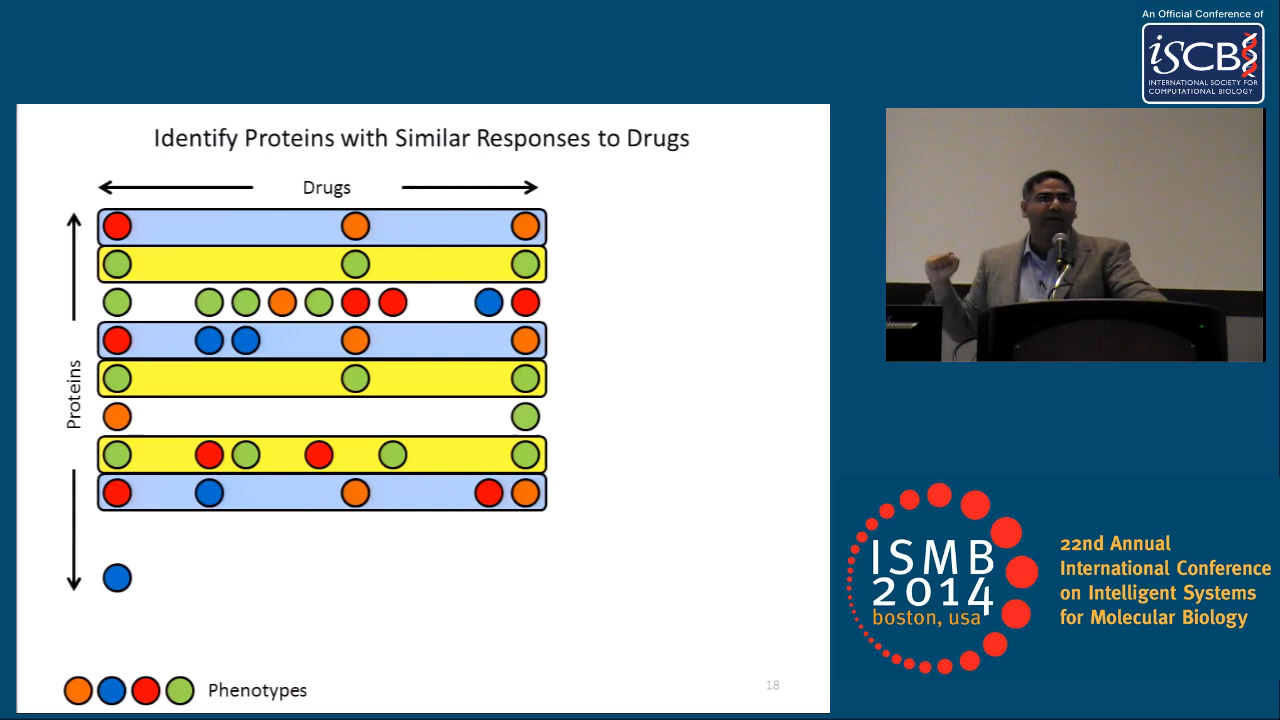 An Official Conference of
iSCB
INTERNATIONAL SOCIETY FOR
COMPUTATIONAL BIOLOGY
Identify Proteins with Similar Responses to Drugs
Drugs
Proteins
Phenotypes
18
ISMB
2014
boston, usa
22nd Annual
International Conference
on Intelligent Systems
for Molecular Biology